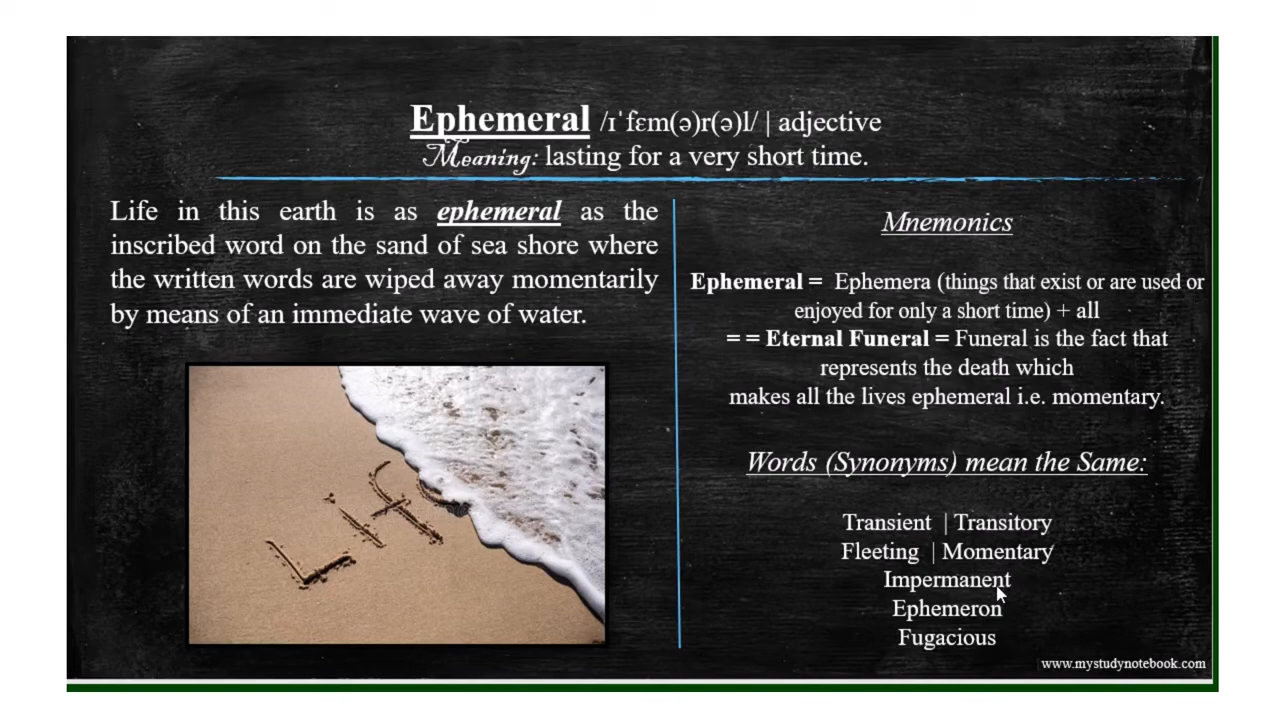 Ephemeral /ɪˈfɛm(ə)r(ə)l/ | adjective
Meaning: lasting for a very short time.
Life in this earth is as ephemeral as the
inscribed word on the sand of sea shore where
the written words are wiped away momentarily
by means of an immediate wave of water.
Life
Mnemonics
Ephemeral = Ephemera (things that exist or are used or
enjoyed for only a short time) + all
= = Eternal Funeral = Funeral is the fact that
represents the death which
makes all the lives ephemeral i.e. momentary.
Words (Synonyms) mean the Same:
Transient | Transitory
Fleeting | Momentary
Impermanent
Ephemeron
Fugacious
www.mystudynotebook.com